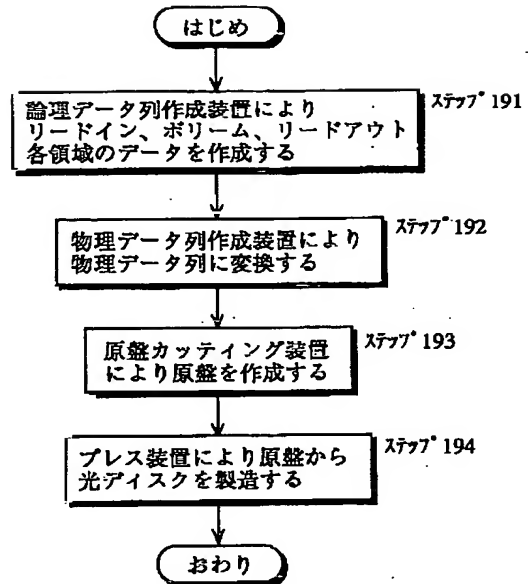 はじめ
論理データ列作成装置により
リードイン、ボリーム、リードアウト
各領域のデータを作成する
ステップ191
物理データ列作成装置により
物理データ列に変換する
ステップ192
原盤カッティング装置
により原盤を作成する
ステップ193
プレス装置により原盤から
光ディスクを製造する
ステップ194
おわり